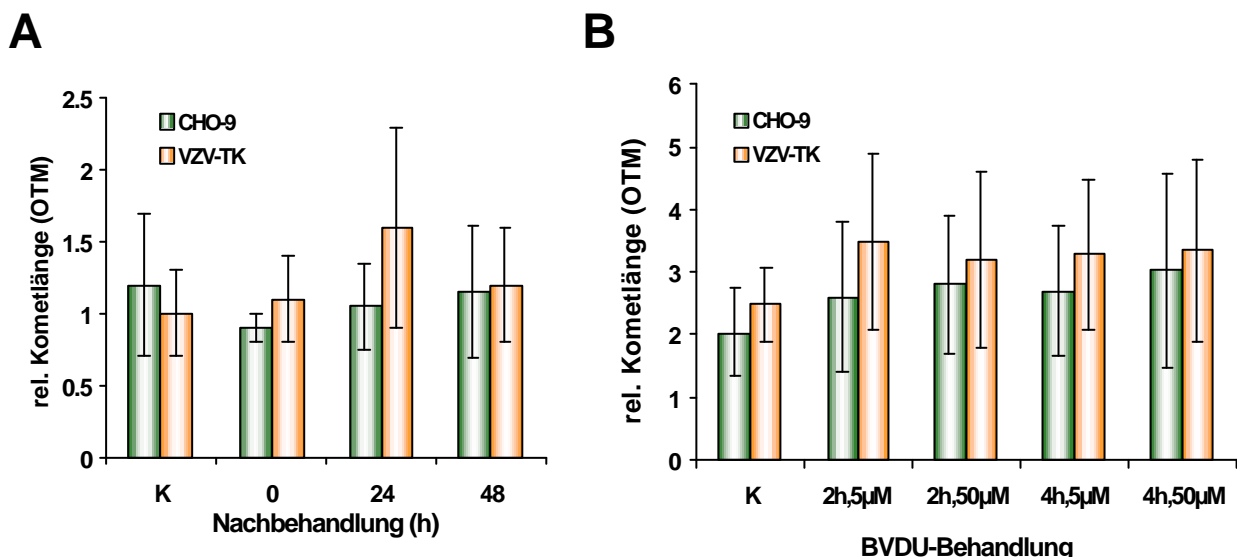 A
rel. Kometlänge (OTM)
2.5
2
1.5
1
0.5
0
CHO-9
VZV-TK
K 0 24 48
Nachbehandlung (h)
B
rel. Kometlänge (OTM)
6
5
4
3
2
1
0
CHO-9
VZV-TK
K 2h,5µM 2h,50µM 4h,5µM 4h,50µM
BVDU-Behandlung